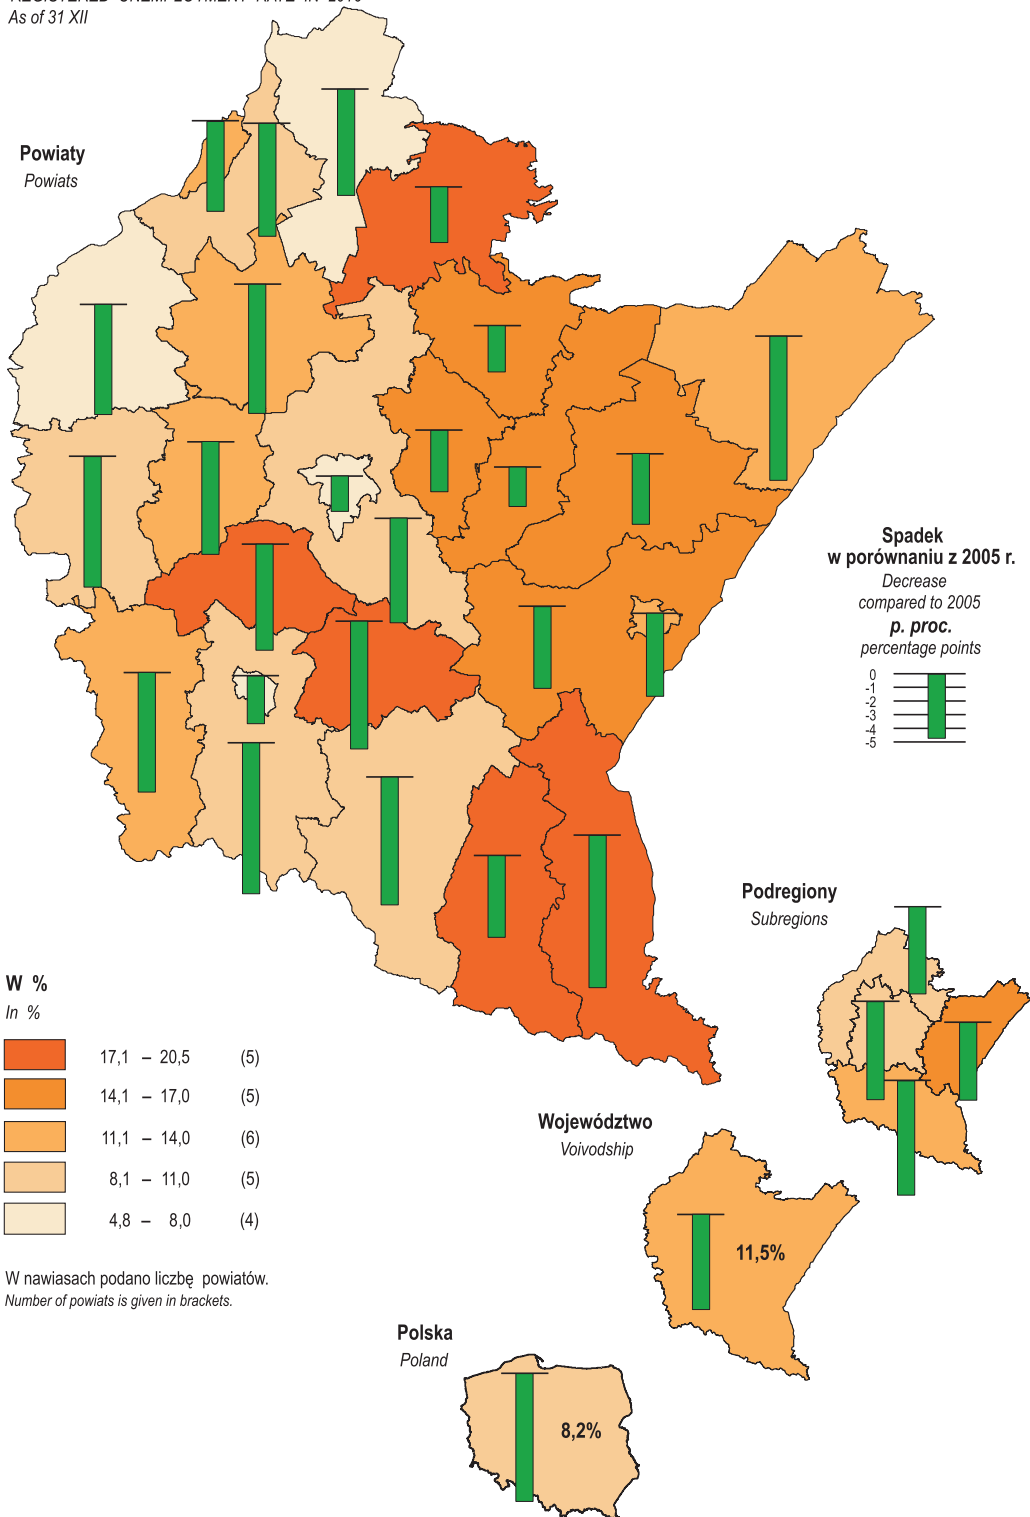 As of 31 XII
Powiaty
Powiats
Spadek
w porównaniu z 2005 r.
Decrease
compared to 2005
p. proc.
percentage points
0
-1
-2
-3
-4
-5
Podregiony
Subregions
W %
In %
17,1 – 20,5 (5)
14,1 – 17,0 (5)
11,1 – 14,0 (6)
8,1 – 11,0 (5)
4,8 – 8,0 (4)
W nawiasach podano liczbę powiatów.
Number of powiats is given in brackets.
Województwo
Voivodship
11,5%
Polska
Poland
8,2%